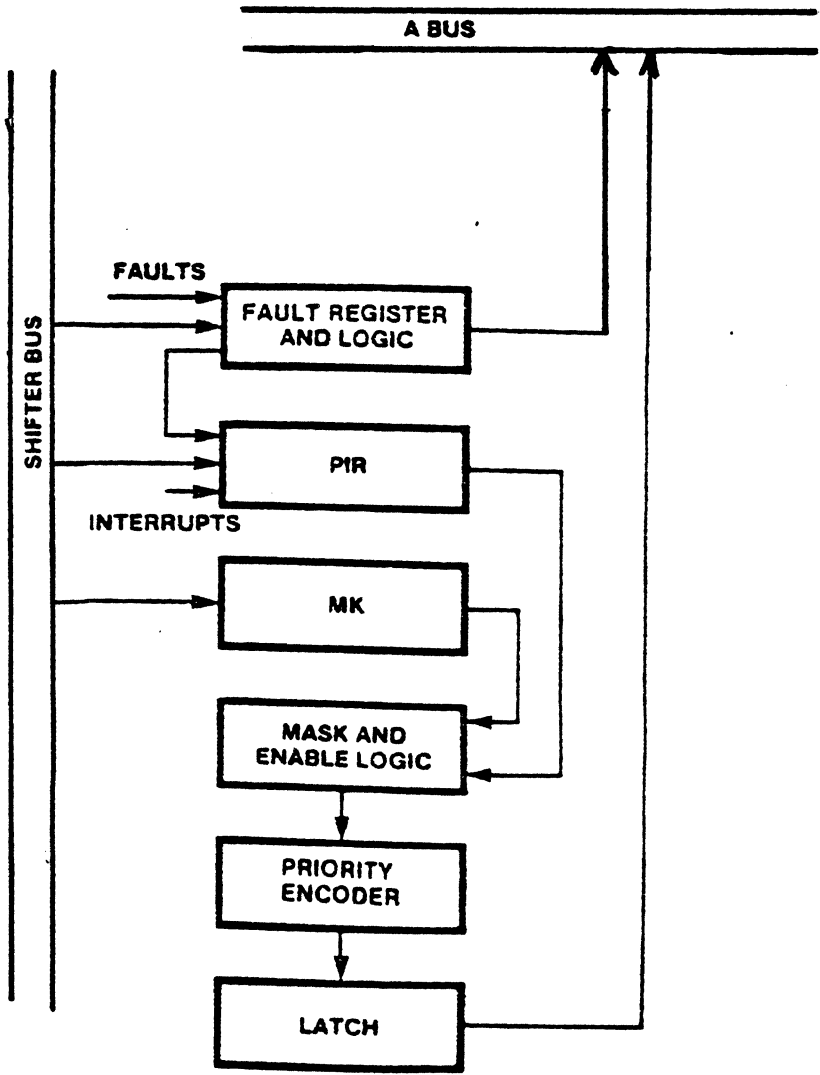 A BUS
SHIFTER BUS
FAULTS
FAULT REGISTER
AND LOGIC
PIR
INTERRUPTS
MK
MASK AND
ENABLE LOGIC
PRIORITY
ENCODER
LATCH